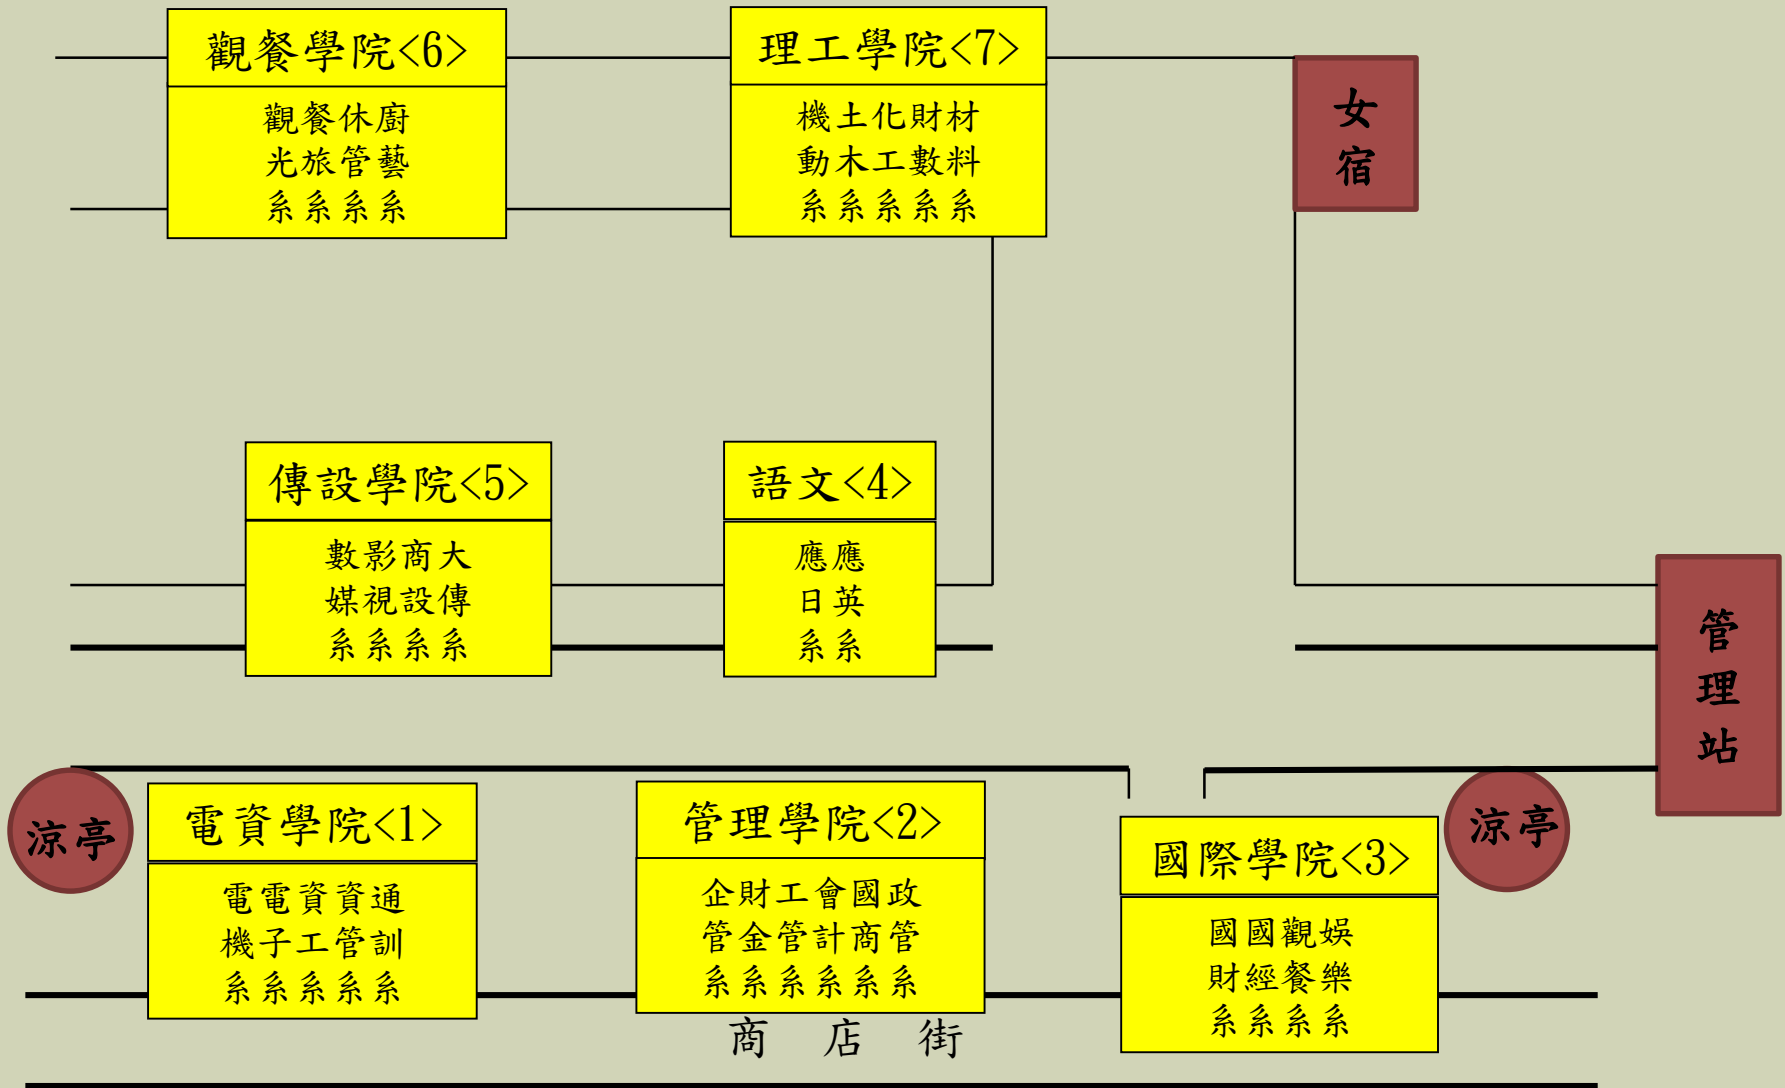 觀餐學院<6>
觀餐休廚
光旅管藝
系系系系
理工學院<7>
機土化財材
動木工數料
系系系系系
女
宿
傳設學院<5>
數影商大
媒視設傳
系系系系
語文<4>
應應
日英
系系
管
理
站
涼亭
電資學院<1>
電電資資通
機子工管訓
系系系系系
管理學院<2>
企財工會國政
管金管計商管
系系系系系系
國際學院<3>
國國觀娛
財經餐樂
系系系系
涼亭
商 店 街